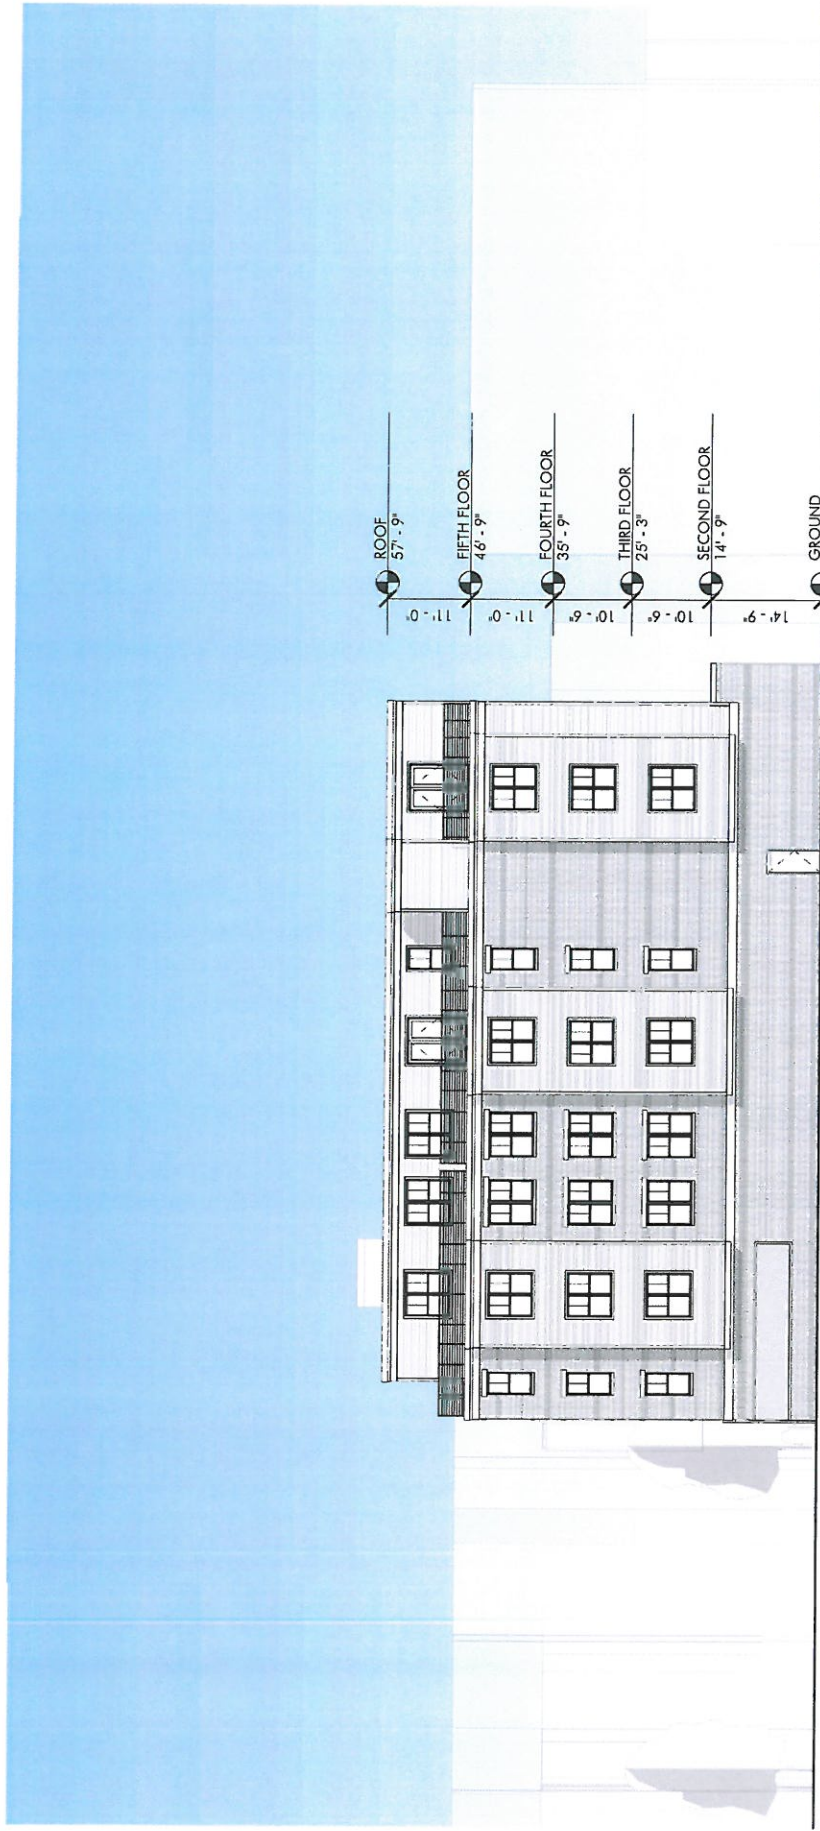 ROOF
57' - 9"
11' - 0"
FIFTH FLOOR
46' - 9"
11' - 0"
FOURTH FLOOR
35' - 9"
10' - 6"
THIRD FLOOR
25' - 3"
10' - 6"
SECOND FLOOR
14' - 9"
14' - 9"
GROUND